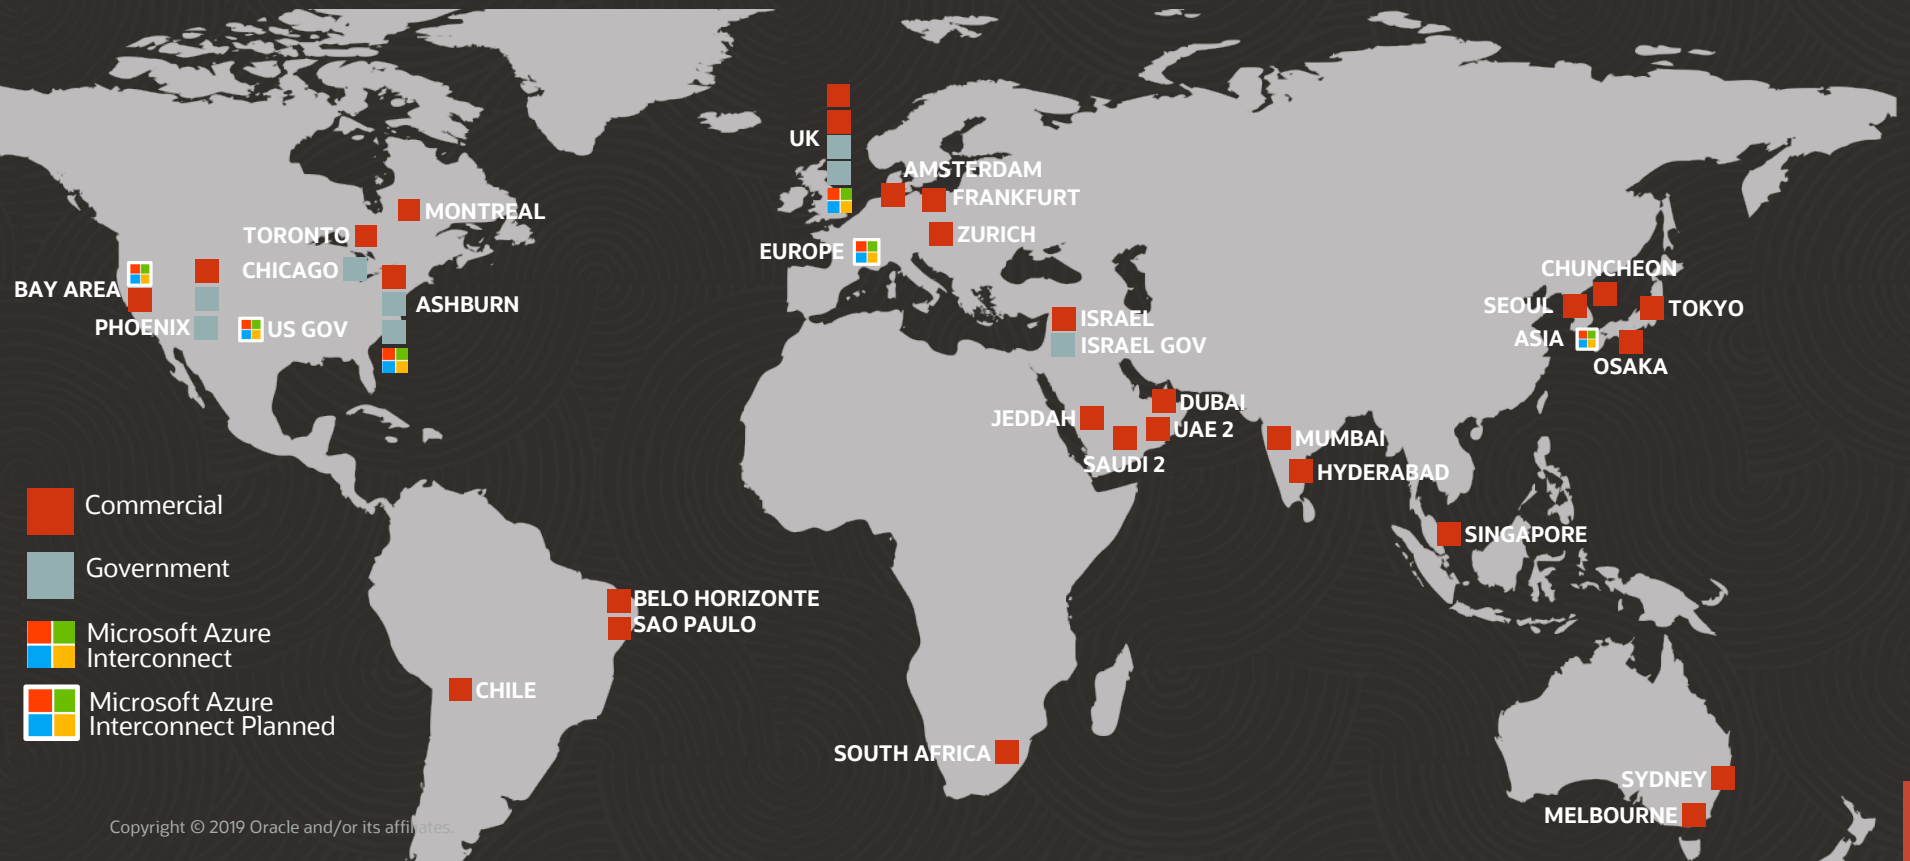 UK
AMSTERDAM
FRANKFURT
MONTREAL
TORONTO
ZURICH
EUROPE
CHICAGO
CHUNCHEON
BAY AREA
ASHBURN
SEOUL
TOKYO
PHOENIX
US GOV
ISRAEL
ISRAEL GOV
ASIA
OSAKA
DUBAI
JEDDAH
UAE 2
SAUDI 2
MUMBAI
HYDERABAD
Commercial
SINGAPORE
Government
BELO HORIZONTE
SAO PAULO
Microsoft Azure
Interconnect
CHILE
Microsoft Azure
Interconnect Planned
SOUTH AFRICA
SYDNEY
MELBOURNE
Copyright © 2019 Oracle and/or its affiliates.